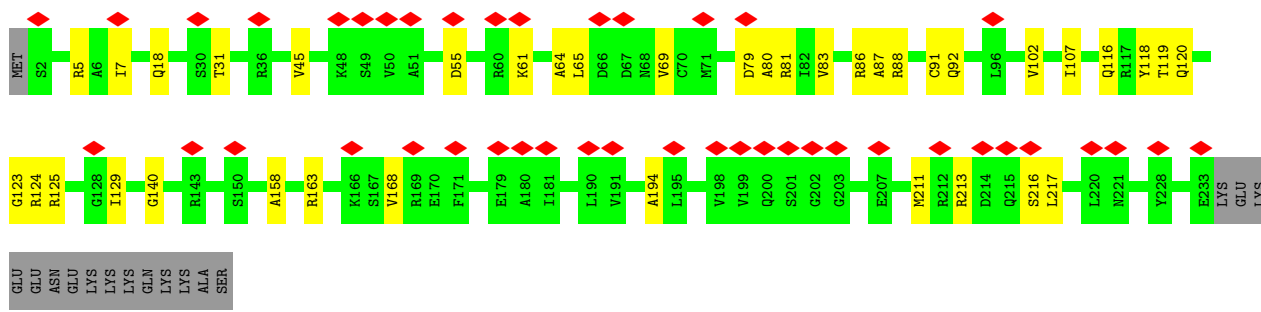 MET S2 R5 A6 I7 Q18 S30 T31 R36 V45 K48 S49 V50 A51 D55 R60 K61 A64 L65 D66 D67 N68 V69 C70 M71 D79 A80 R81 I82 V83 R86 A87 R88 C91 Q92 L96 V102 I107 Q116 R117 Y118 T119 Q120
G123 R124 R125 G128 I129 G140 R143 S150 A158 R163 K166 S167 V168 R169 E170 F171 E179 A180 I181 L190 V191 A194 L195 V198 V199 Q200 S201 G202 G203 E207 M211 R212 R213 D214 Q215 S216 L217 L220 N221 Y228 E233 LYS GLU LYS
GLU GLU ASN GLU LYS LYS LYS GLN LYS LYS ALA SER